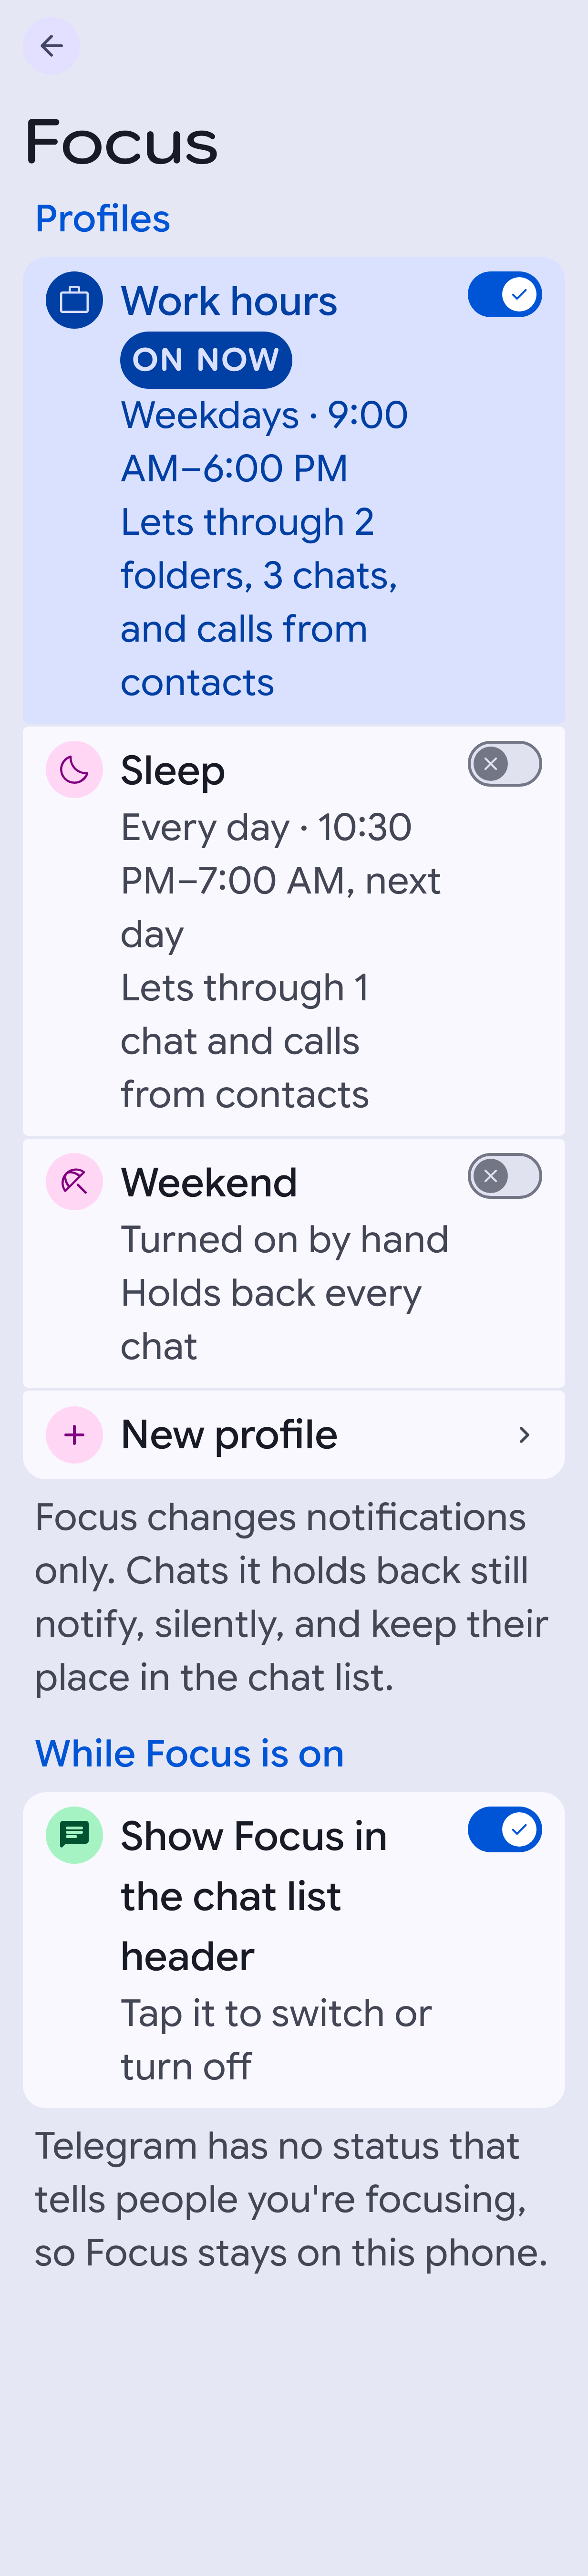 Focus
Profiles
Work hours
ON NOW
Weekdays · 9:00
AM–6:00 PM
Lets through 2
folders, 3 chats,
and calls from
contacts
Sleep
Every day · 10:30
PM–7:00 AM, next
day
Lets through 1
chat and calls
from contacts
Weekend
Turned on by hand
Holds back every
chat
New profile
Focus changes notifications
only. Chats it holds back still
notify, silently, and keep their
place in the chat list.
While Focus is on
Show Focus in
the chat list
header
Tap it to switch or
turn off
Telegram has no status that
tells people you're focusing,
so Focus stays on this phone.